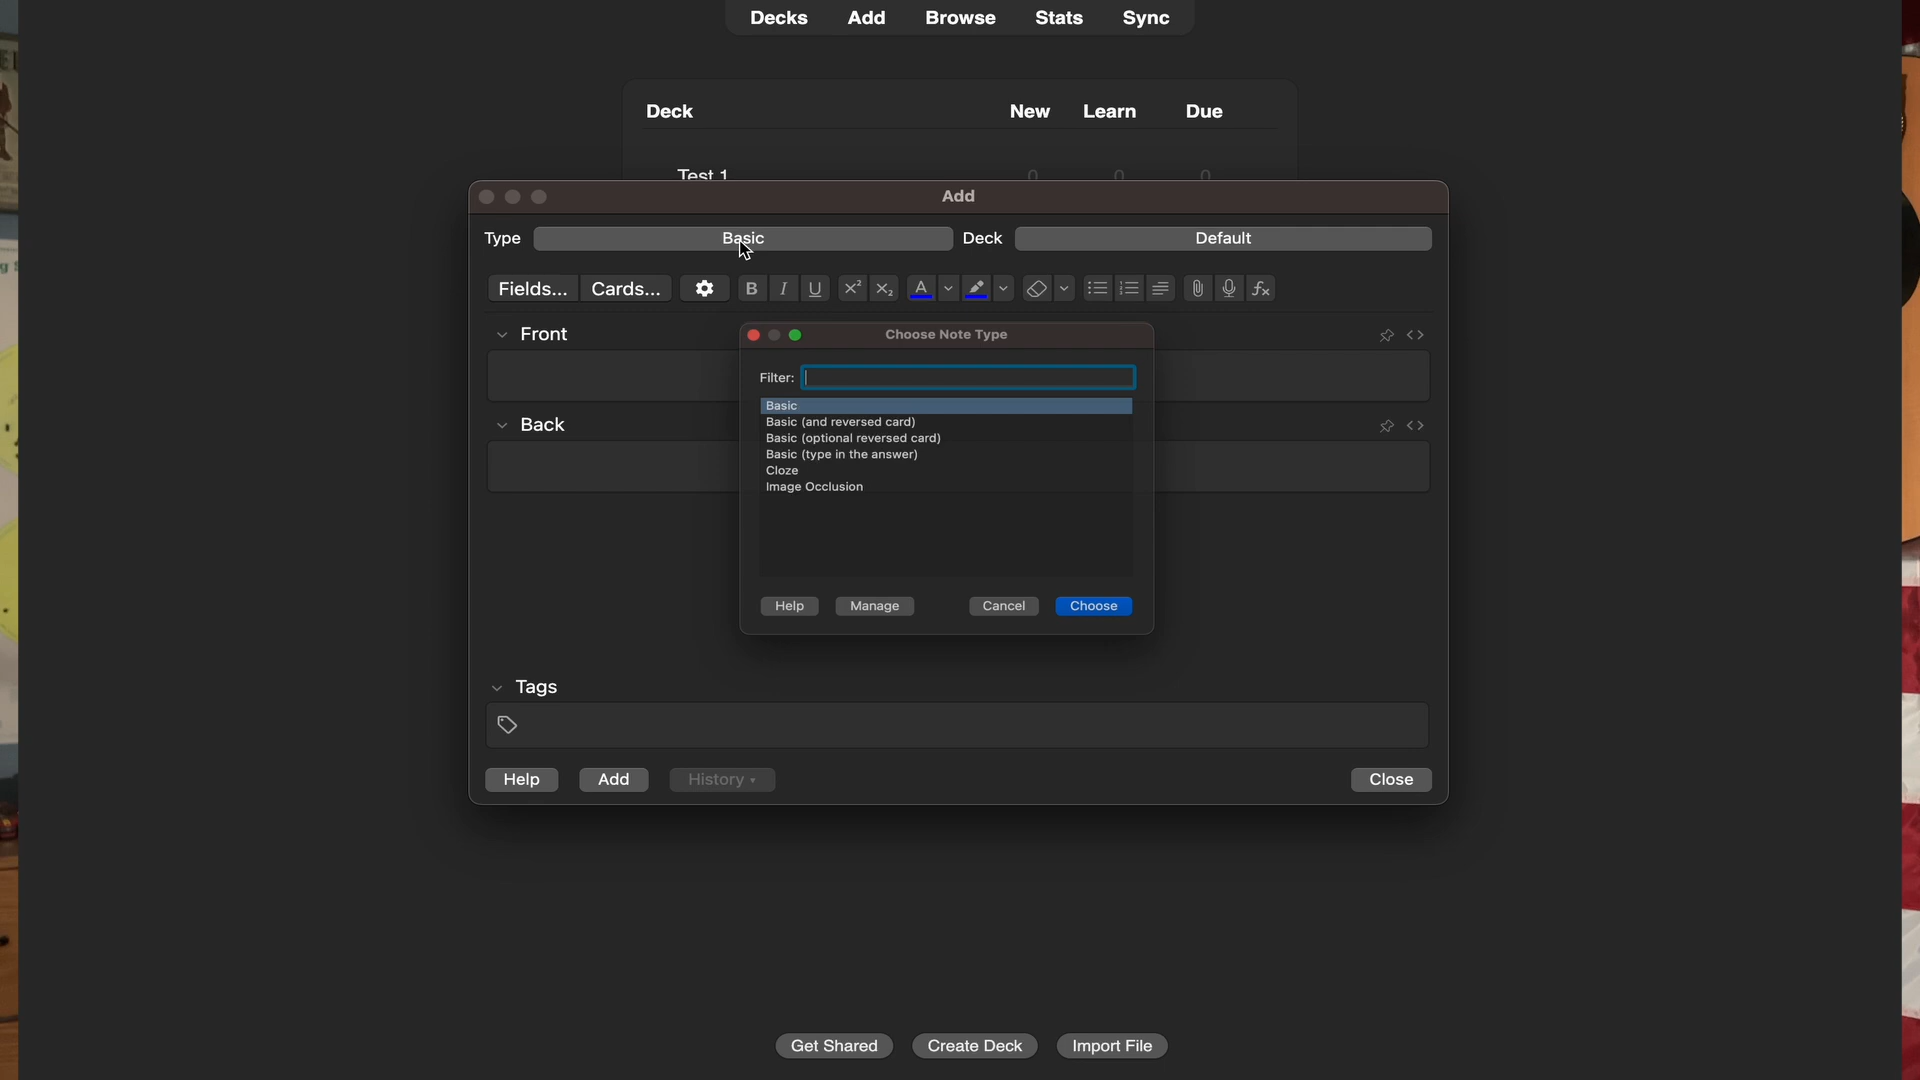 Decks Add Browse Stats Sync
Deck New Learn Due
Test 1 0 0 0
Add
Type Basic Deck Default
Fields... Cards... B I U x² x₂ A fx
Front
Choose Note Type
Filter:
Basic
Basic (and reversed card)
Basic (optional reversed card)
Basic (type in the answer)
Cloze
Image Occlusion
Back
Help Manage Cancel Choose
Tags
Help Add History Close
Get Shared Create Deck Import File